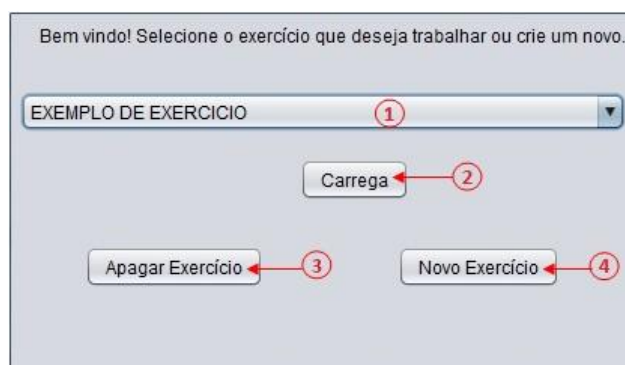 Bem vindo! Selecione o exercício que deseja trabalhar ou crie um novo.
EXEMPLO DE EXERCICIO 1
Carrega 2
Apagar Exercício 3 Novo Exercício 4